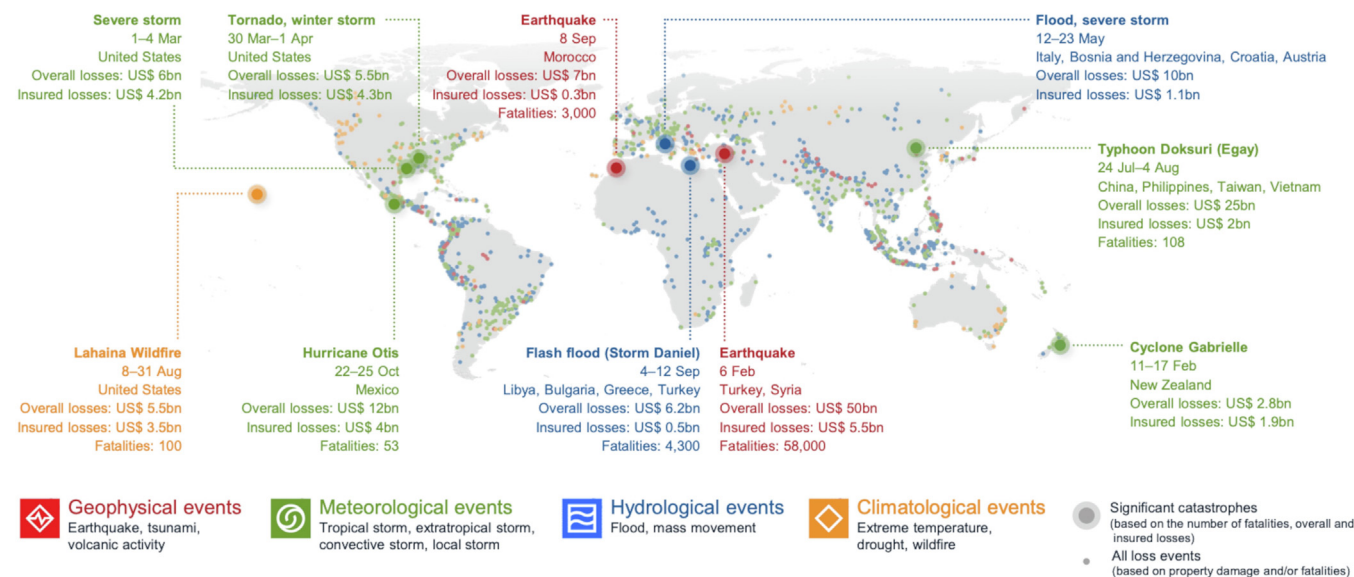 Severe storm
1–4 Mar
United States
Overall losses: US$ 6bn
Insured losses: US$ 4.2bn
Tornado, winter storm
30 Mar–1 Apr
United States
Overall losses: US$ 5.5bn
Insured losses: US$ 4.3bn
Earthquake
8 Sep
Morocco
Overall losses: US$ 7bn
Insured losses: US$ 0.3bn
Fatalities: 3,000
Flood, severe storm
12–23 May
Italy, Bosnia and Herzegovina, Croatia, Austria
Overall losses: US$ 10bn
Insured losses: US$ 1.1bn
Typhoon Doksuri (Egay)
24 Jul–4 Aug
China, Philippines, Taiwan, Vietnam
Overall losses: US$ 25bn
Insured losses: US$ 2bn
Fatalities: 108
Lahaina Wildfire
8–31 Aug
United States
Overall losses: US$ 5.5bn
Insured losses: US$ 3.5bn
Fatalities: 100
Hurricane Otis
22–25 Oct
Mexico
Overall losses: US$ 12bn
Insured losses: US$ 4bn
Fatalities: 53
Flash flood (Storm Daniel)
4–12 Sep
Libya, Bulgaria, Greece, Turkey
Overall losses: US$ 6.2bn
Insured losses: US$ 0.5bn
Fatalities: 4,300
Earthquake
6 Feb
Turkey, Syria
Overall losses: US$ 50bn
Insured losses: US$ 5.5bn
Fatalities: 58,000
Cyclone Gabrielle
11–17 Feb
New Zealand
Overall losses: US$ 2.8bn
Insured losses: US$ 1.9bn
Geophysical events
Earthquake, tsunami,
volcanic activity
Meteorological events
Tropical storm, extratropical storm,
convective storm, local storm
Hydrological events
Flood, mass movement
Climatological events
Extreme temperature,
drought, wildfire
Significant catastrophes
(based on the number of fatalities, overall and
insured losses)
All loss events
(based on property damage and/or fatalities)